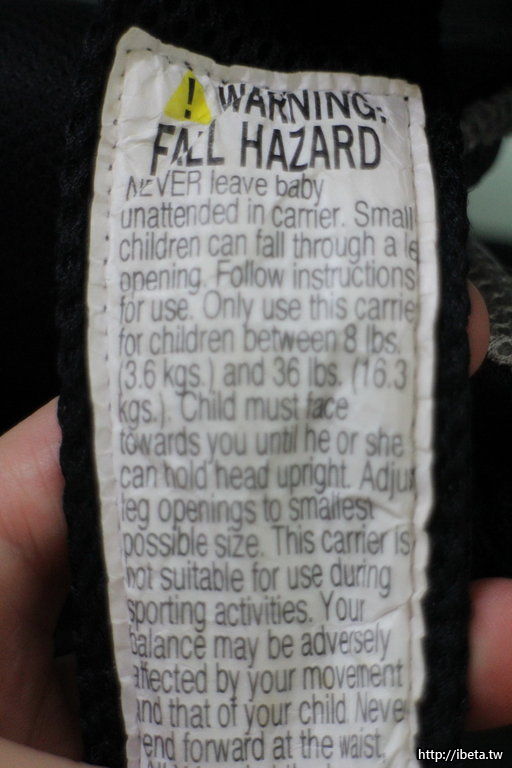 ! WARNING:
FALL HAZARD
NEVER leave baby
unattended in carrier. Small
children can fall through a le
opening. Follow instructions
for use. Only use this carrie
for children between 8 lbs.
(3.6 kgs.) and 36 lbs. (16.3
kgs.). Child must face
towards you until he or she
can hold head upright. Adjus
leg openings to smallest
possible size. This carrier is
not suitable for use during
sporting activities. Your
balance may be adversely
affected by your movement
and that of your child. Never
bend forward at the waist,
http://ibeta.tw